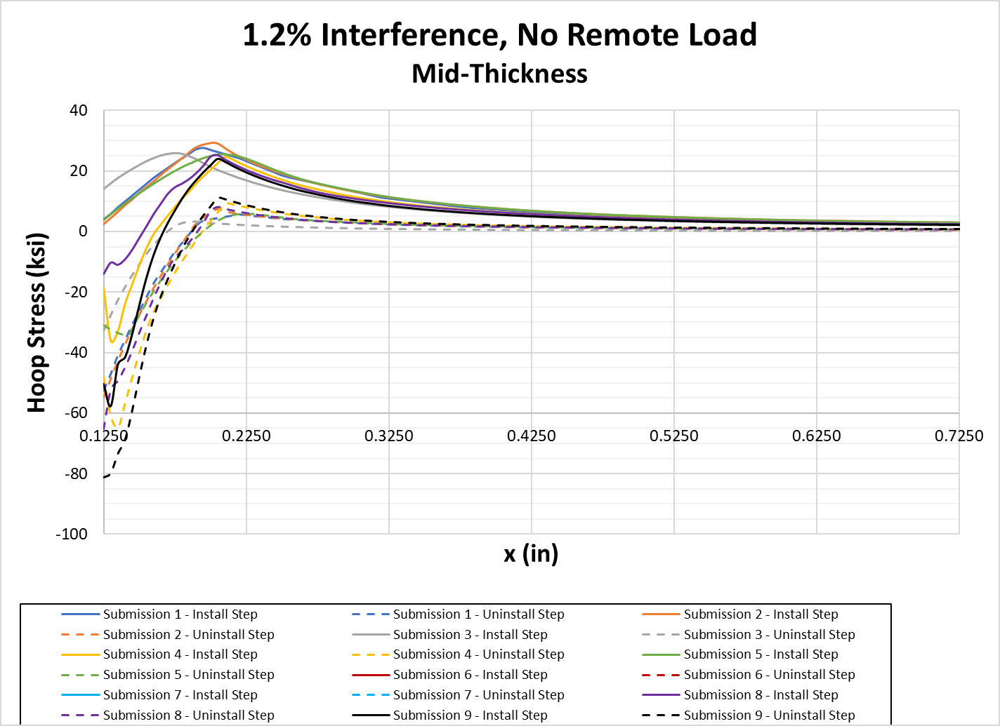 1.2% Interference, No Remote Load
Mid-Thickness
40
20
0
-20
-40
-60
-80
-100
Hoop Stress (ksi)
0.1250 0.2250 0.3250 0.4250 0.5250 0.6250 0.7250
x (in)
Submission 1 - Install Step Submission 1 - Uninstall Step Submission 2 - Install Step
Submission 2 - Uninstall Step Submission 3 - Install Step Submission 3 - Uninstall Step
Submission 4 - Install Step Submission 4 - Uninstall Step Submission 5 - Install Step
Submission 5 - Uninstall Step Submission 6 - Install Step Submission 6 - Uninstall Step
Submission 7 - Install Step Submission 7 - Uninstall Step Submission 8 - Install Step
Submission 8 - Uninstall Step Submission 9 - Install Step Submission 9 - Uninstall Step